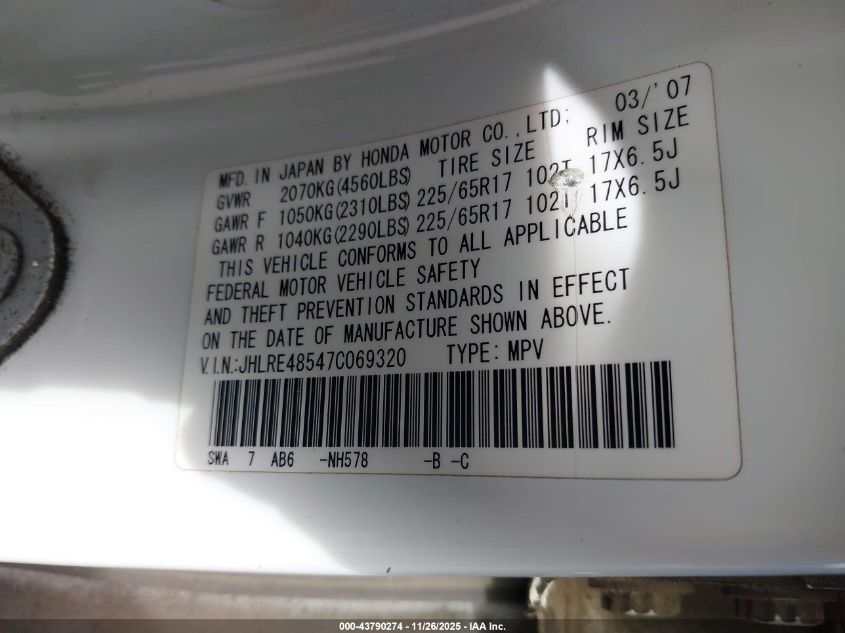 MFD. IN JAPAN BY HONDA MOTOR CO.,LTD; 03/'07
GVWR 2070KG(4560LBS) TIRE SIZE RIM SIZE
GAWR F 1050KG(2310LBS) 225/65R17 102T 17X6.5J
GAWR R 1040KG(2290LBS) 225/65R17 102T 17X6.5J
THIS VEHICLE CONFORMS TO ALL APPLICABLE
FEDERAL MOTOR VEHICLE SAFETY
AND THEFT PREVENTION STANDARDS IN EFFECT
ON THE DATE OF MANUFACTURE SHOWN ABOVE.
V.I.N.:JHLRE48547C069320 TYPE: MPV
SWA 7 AB6 -NH578 -B -C
000-43790274 - 11/26/2025 - IAA Inc.